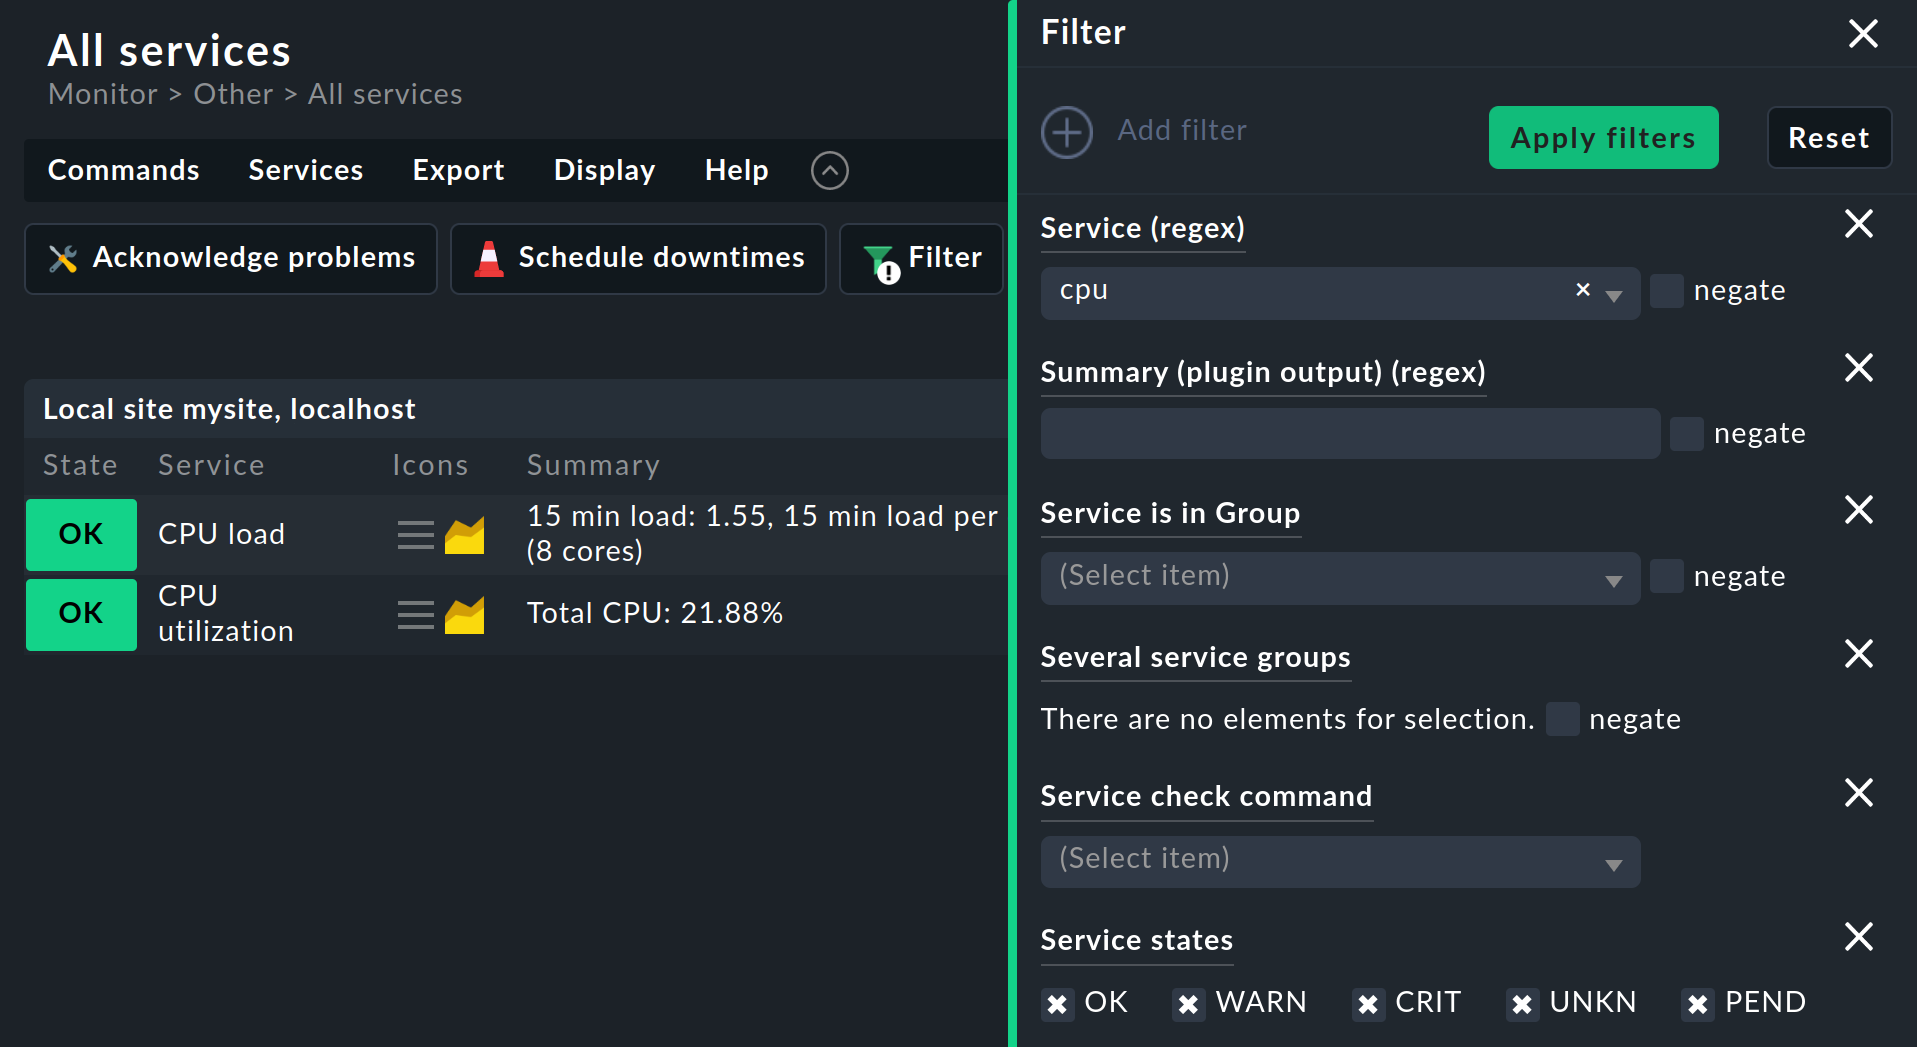 All services
Monitor > Other > All services
Commands Services Export Display Help
Acknowledge problems Schedule downtimes Filter
Local site mysite, localhost
State Service Icons Summary
OK CPU load 15 min load: 1.55, 15 min load per
(8 cores)
OK CPU
utilization Total CPU: 21.88%
Filter
Add filter Apply filters Reset
Service (regex)
cpu negate
Summary (plugin output) (regex)
negate
Service is in Group
(Select item) negate
Several service groups
There are no elements for selection. negate
Service check command
(Select item)
Service states
OK WARN CRIT UNKN PEND